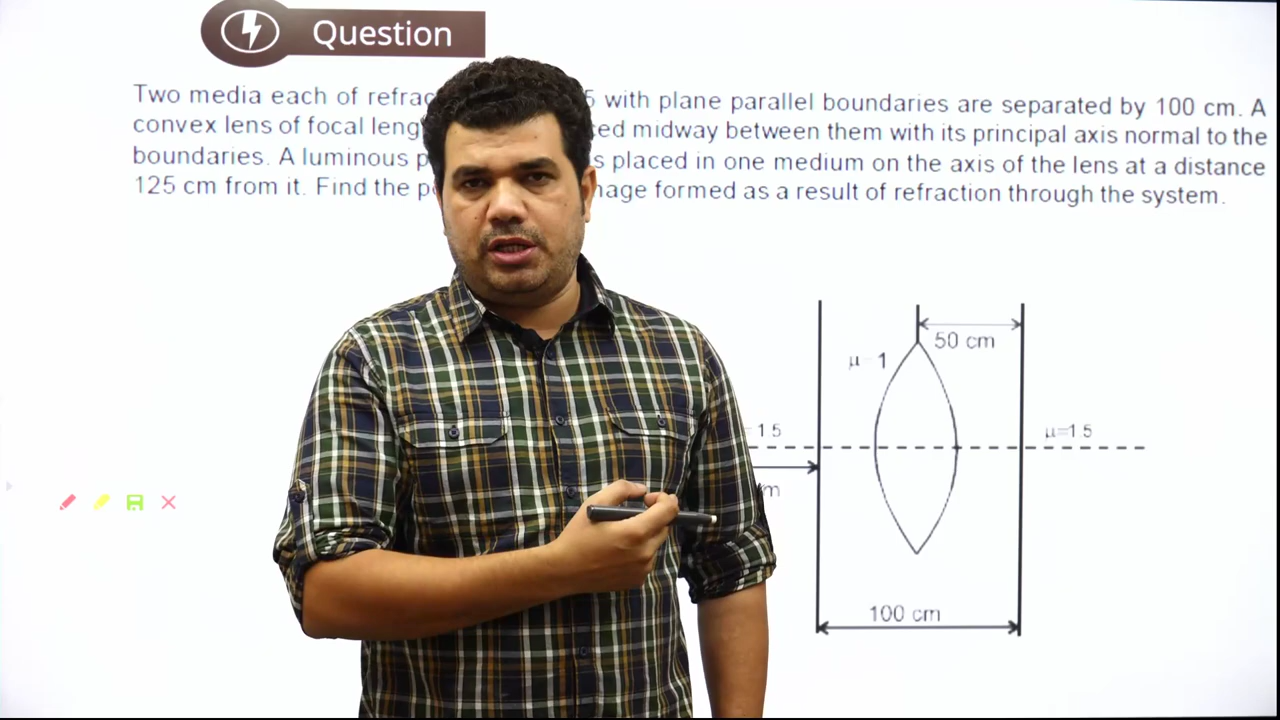 Question
Two media each of refrac 5 with plane parallel boundaries are separated by 100 cm. A
convex lens of focal leng ced midway between them with its principal axis normal to the
boundaries. A luminous p s placed in one medium on the axis of the lens at a distance
125 cm from it. Find the p nage formed as a result of refraction through the system.
50 cm
μ=1
1.5
μ=1.5
m
100 cm